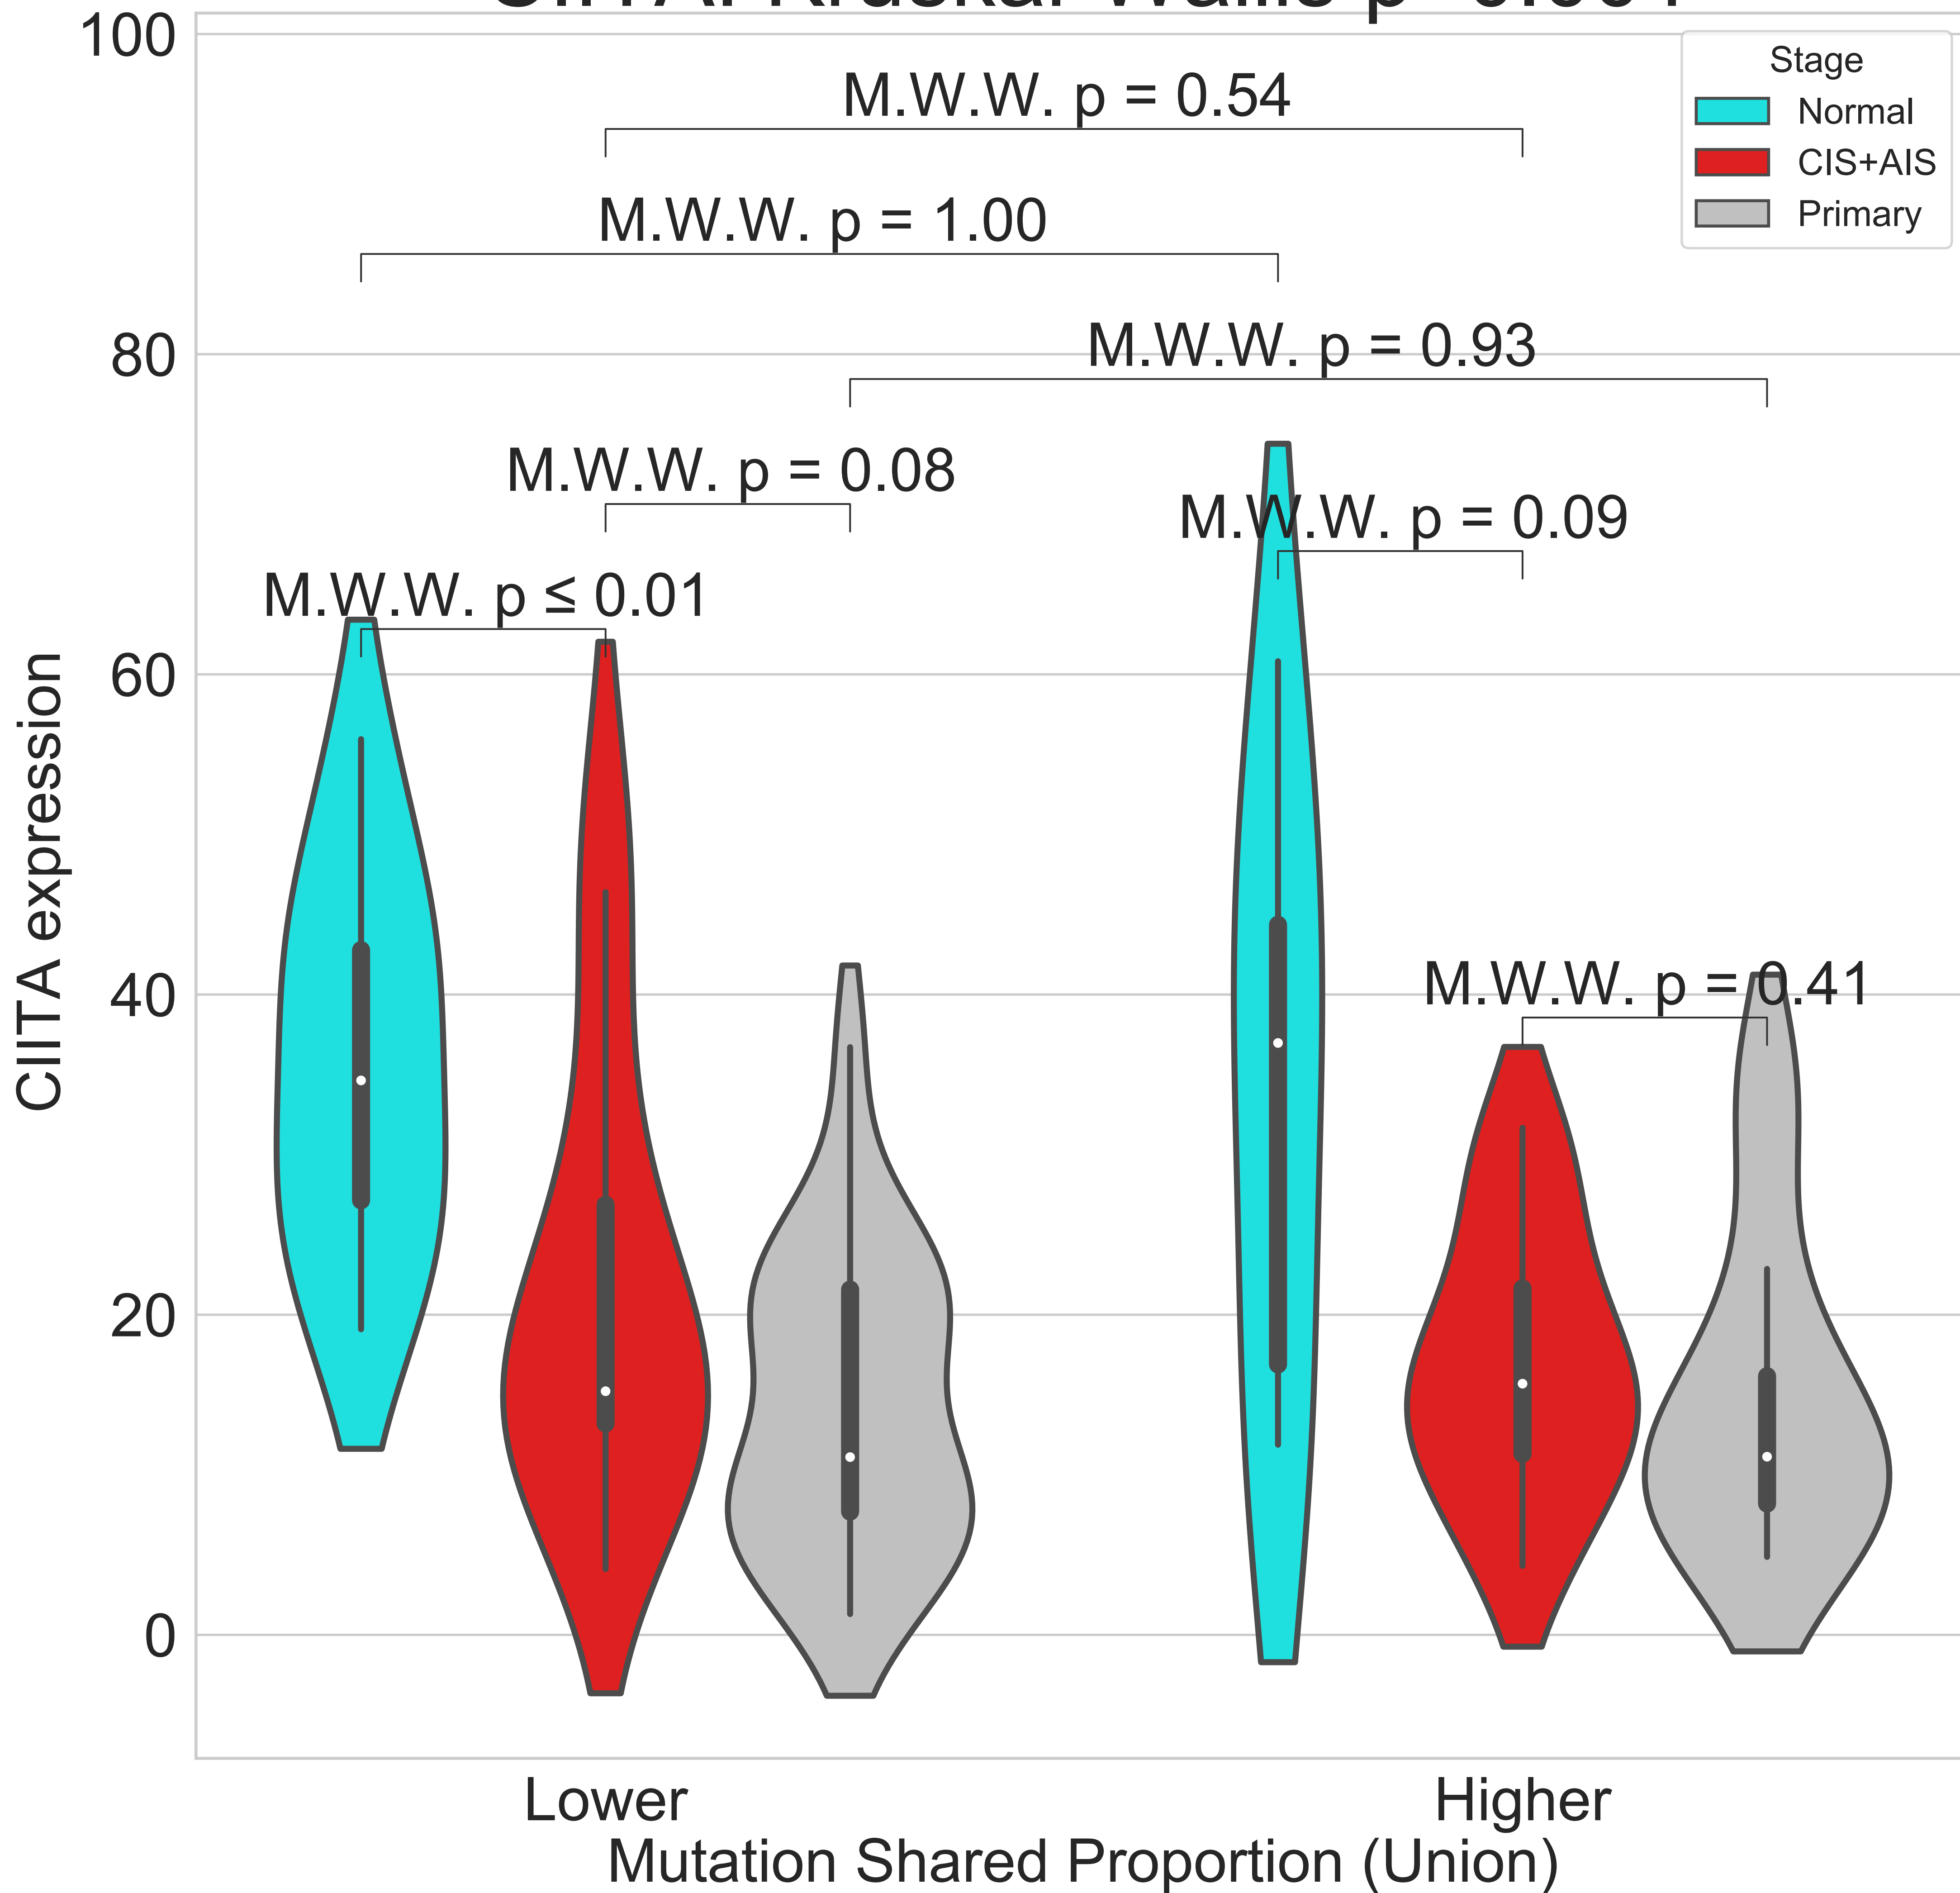 100
Stage
Normal
CIS+AIS
Primary
M.W.W. p = 0.54
M.W.W. p = 1.00
M.W.W. p = 0.93
80
M.W.W. p = 0.08
M.W.W. p = 0.09
M.W.W. p ≤ 0.01
60
CIITA expression
M.W.W. p = 0.41
40
20
0
Lower
Higher
Mutation Shared Proportion (Union)